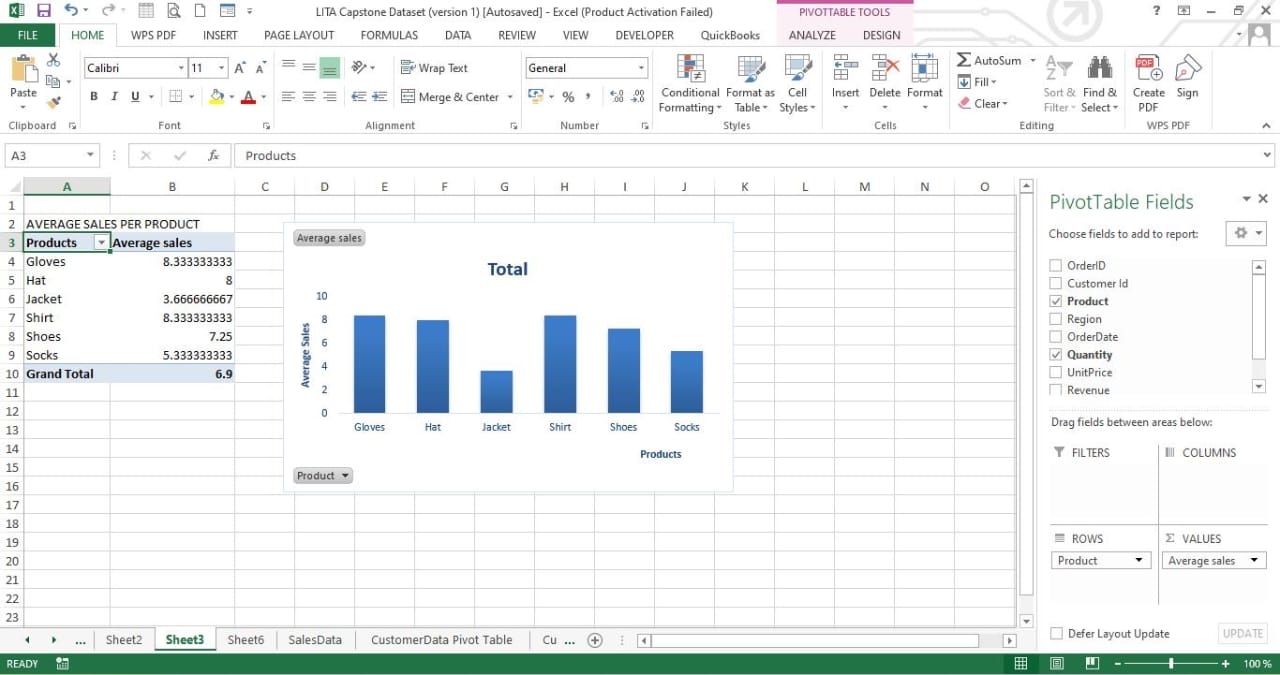 LITA Capstone Dataset (version 1) [Autosaved] - Excel (Product Activation Failed)
PIVOTTABLE TOOLS
?
FILE HOME WPS PDF INSERT PAGE LAYOUT FORMULAS DATA REVIEW VIEW DEVELOPER QuickBooks ANALYZE DESIGN
Paste
Clipboard
Calibri 11
B I U
Font
Wrap Text
Merge & Center
Alignment
General
% ,
Number
Conditional Formatting
Format as Table
Cell Styles
Styles
Insert Delete Format
Cells
AutoSum
Fill
Clear
Sort & Filter
Find & Select
Editing
Create PDF
Sign
WPS PDF
A3 fx Products
A B C D E F G H I J K L M N O
1
2 AVERAGE SALES PER PRODUCT
3 Products Average sales
4 Gloves 8.333333333
5 Hat 8
6 Jacket 3.666666667
7 Shirt 8.333333333
8 Shoes 7.25
9 Socks 5.333333333
10 Grand Total 6.9
11
12
13
14
15
16
17
18
19
20
21
22
23
Average sales
Total
Average Sales
10
8
6
4
2
0
Gloves Hat Jacket Shirt Shoes Socks
Products
Product
PivotTable Fields
Choose fields to add to report:
OrderID
Customer Id
Product
Region
OrderDate
Quantity
UnitPrice
Revenue
Drag fields between areas below:
FILTERS COLUMNS
ROWS Σ VALUES
Product Average sales
Defer Layout Update UPDATE
... Sheet2 Sheet3 Sheet6 SalesData CustomerData Pivot Table Cu ...
READY 100 %